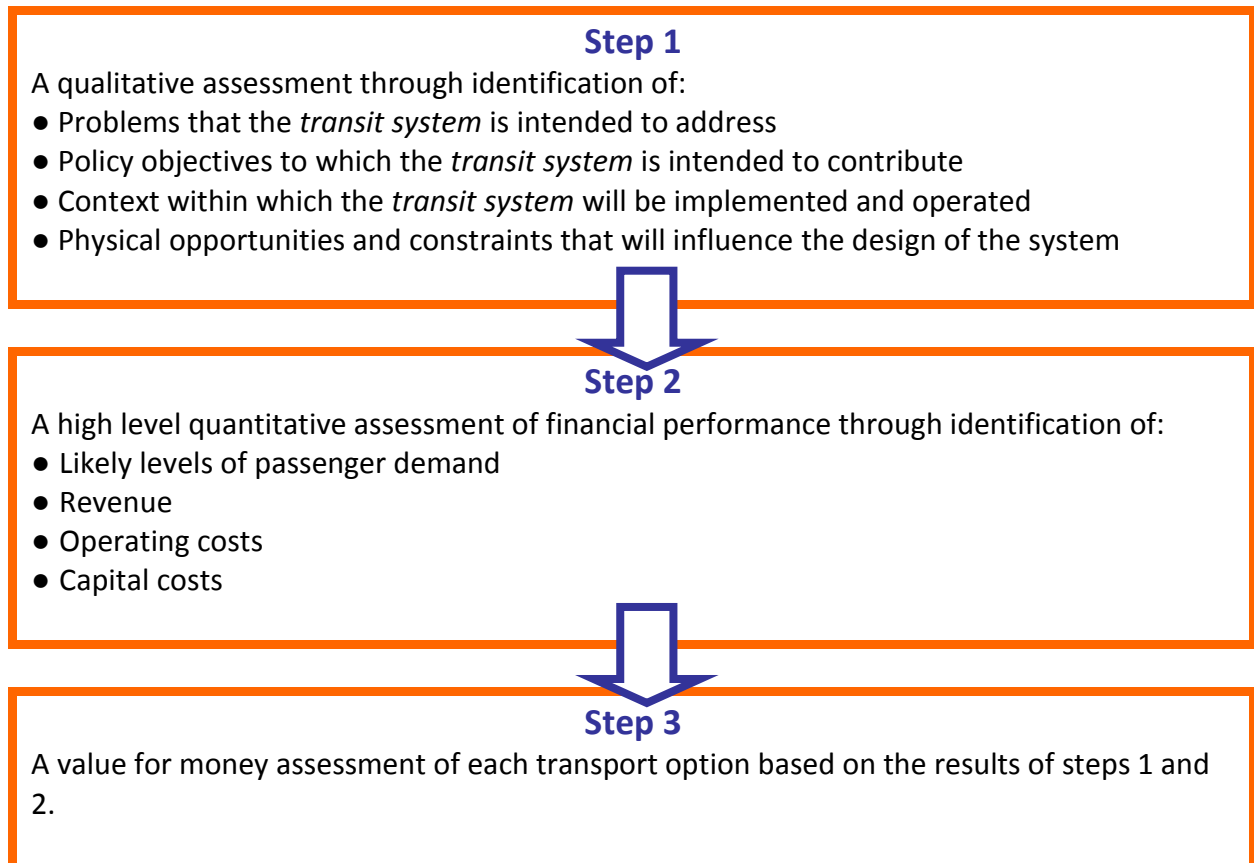 Step 1
A qualitative assessment through identification of:
● Problems that the transit system is intended to address
● Policy objectives to which the transit system is intended to contribute
● Context within which the transit system will be implemented and operated
● Physical opportunities and constraints that will influence the design of the system
Step 2
A high level quantitative assessment of financial performance through identification of:
● Likely levels of passenger demand
● Revenue
● Operating costs
● Capital costs
Step 3
A value for money assessment of each transport option based on the results of steps 1 and
2.